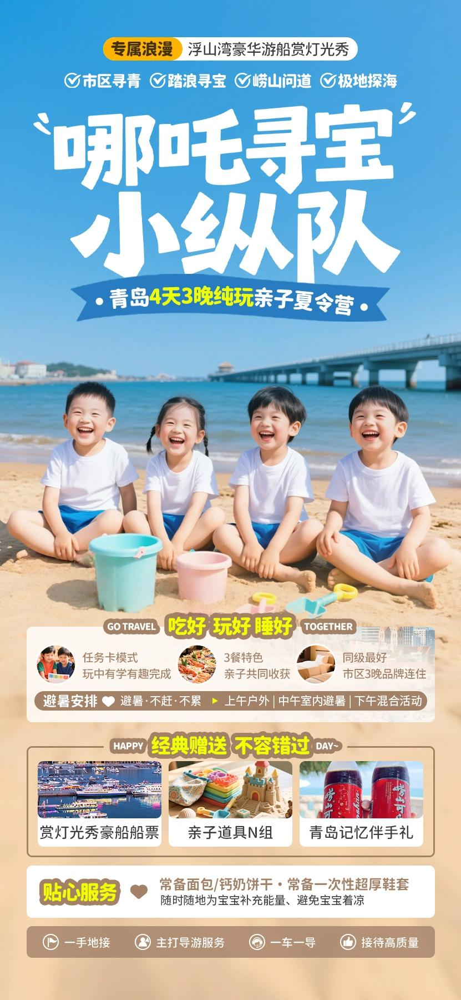 专属浪漫 浮山湾豪华游船赏灯光秀
市区寻青 踏浪寻宝 崂山问道 极地探海
哪吒寻宝
小纵队
• 青岛4天3晚纯玩亲子夏令营 •
GO TRAVEL 吃好 玩好 睡好 TOGETHER
任务卡模式
玩中有学有趣完成
3餐特色
亲子共同收获
同级最好
市区3晚品牌连住
避暑安排 避暑·不赶·不累 上午户外 | 中午室内避暑 | 下午混合活动
HAPPY 经典赠送 不容错过 DAY~
崂山可
崂山可
赏灯光秀豪船船票
亲子道具N组
青岛记忆伴手礼
贴心服务
常备面包/钙奶饼干·常备一次性超厚鞋套
随时随地为宝宝补充能量、避免宝宝着凉
一手地接 主打导游服务 一车一导 接待高质量